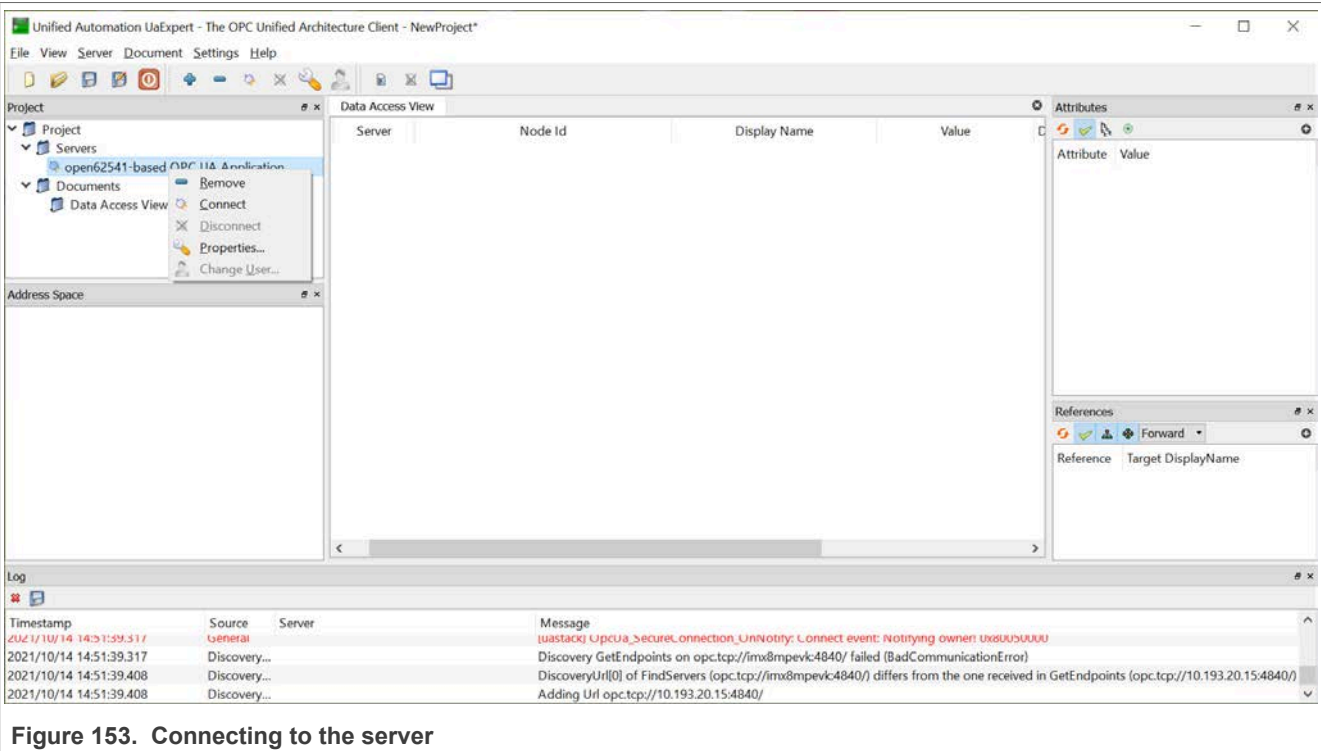 Unified Automation UaExpert - The OPC Unified Architecture Client - NewProject*
File View Server Document Settings Help
Project
Project
Servers
open62541-based OPC UA Application
Documents
Data Access View
Remove
Connect
Disconnect
Properties...
Change User...
Address Space
Data Access View
Server Node Id Display Name Value D
Attributes
Attribute Value
References
Forward
Reference Target DisplayName
Log
Timestamp Source Server Message
2021/10/14 14:51:39.317 General [uastack] OpcUa_SecureConnection_OnNotify: Connect event: Notifying owner! 0x80050000
2021/10/14 14:51:39.317 Discovery... Discovery GetEndpoints on opc.tcp://imx8mpevk:4840/ failed (BadCommunicationError)
2021/10/14 14:51:39.408 Discovery... DiscoveryUrl[0] of FindServers (opc.tcp://imx8mpevk:4840/) differs from the one received in GetEndpoints (opc.tcp://10.193.20.15:4840/)
2021/10/14 14:51:39.408 Discovery... Adding Url opc.tcp://10.193.20.15:4840/
Figure 153. Connecting to the server